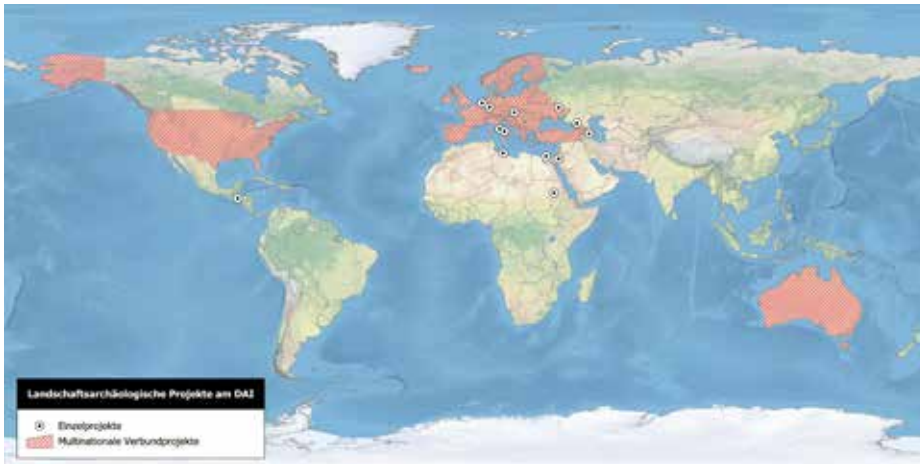 Landschaftsarchäologische Projekte am DAI
Einzelprojekte
Multinationale Verbundprojekte